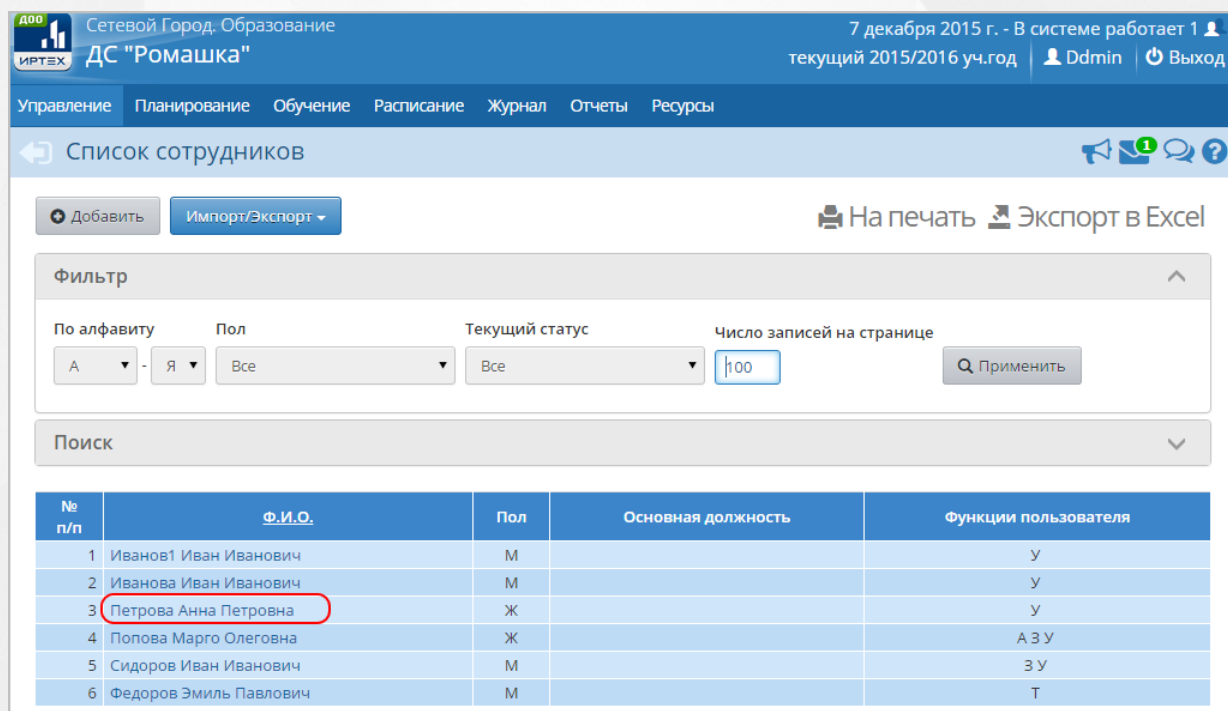 ДОО
ИРТЕХ
Сетевой Город. Образование
ДС "Ромашка"
7 декабря 2015 г. - В системе работает 1
текущий 2015/2016 уч.год Ddmin Выход
Управление Планирование Обучение Расписание Журнал Отчеты Ресурсы
Список сотрудников 1
Добавить Импорт/Экспорт На печать Экспорт в Excel
Фильтр
По алфавиту Пол Текущий статус Число записей на странице
А - Я Все Все 100 Применить
Поиск
№ п/п Ф.И.О. Пол Основная должность Функции пользователя
1 Иванов1 Иван Иванович М У
2 Иванова Иван Иванович М У
3 Петрова Анна Петровна Ж У
4 Попова Марго Олеговна Ж А З У
5 Сидоров Иван Иванович М З У
6 Федоров Эмиль Павлович М Т